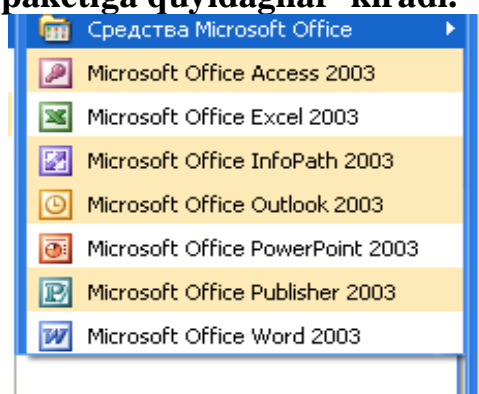 paketiga quyidagilar kiradi.
Средства Microsoft Office
Microsoft Office Access 2003
Microsoft Office Excel 2003
Microsoft Office InfoPath 2003
Microsoft Office Outlook 2003
Microsoft Office PowerPoint 2003
Microsoft Office Publisher 2003
Microsoft Office Word 2003